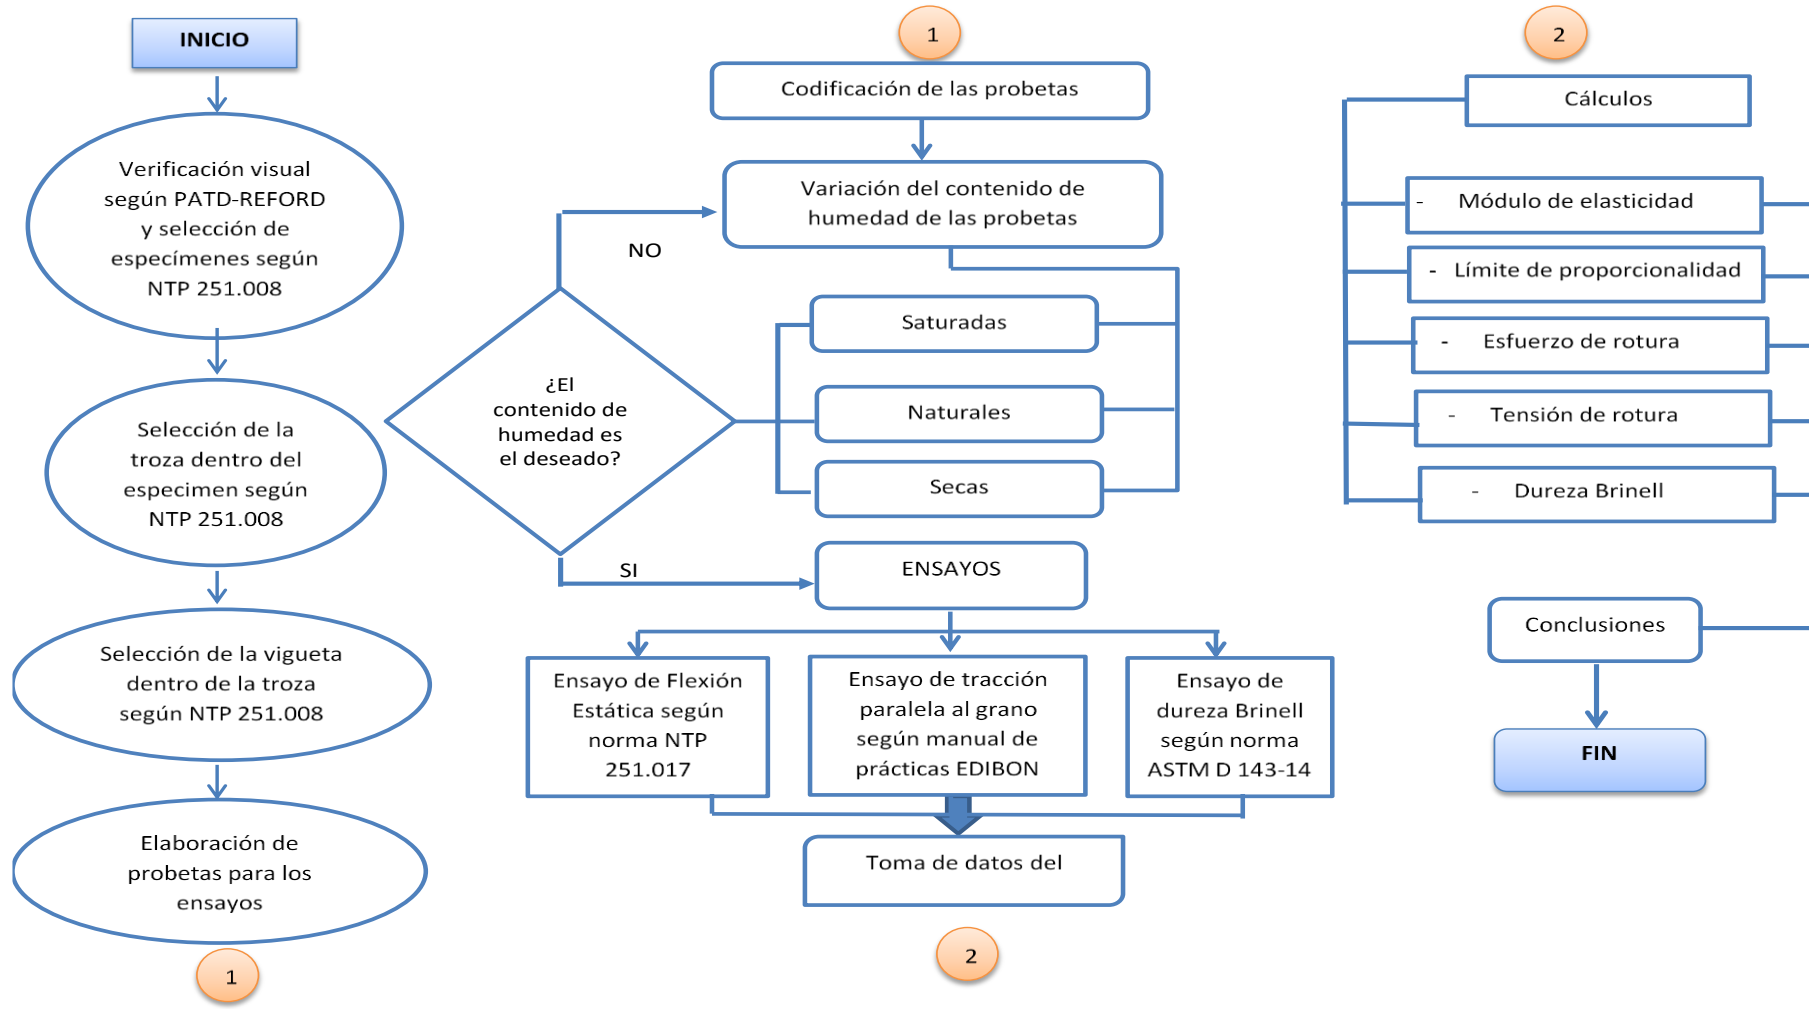 INICIO
Verificación visual
según PATD-REFORD
y selección de
especímenes según
NTP 251.008
Selección de la
troza dentro del
especimen según
NTP 251.008
Selección de la vigueta
dentro de la troza
según NTP 251.008
Elaboración de
probetas para los
ensayos
1
1
Codificación de las probetas
Variación del contenido de
humedad de las probetas
NO
¿El
contenido de
humedad es
el deseado?
Saturadas
Naturales
Secas
SI
ENSAYOS
Ensayo de Flexión
Estática según
norma NTP
251.017
Ensayo de tracción
paralela al grano
según manual de
prácticas EDIBON
Ensayo de
dureza Brinell
según norma
ASTM D 143-14
Toma de datos del
2
2
Cálculos
- Módulo de elasticidad
- Límite de proporcionalidad
- Esfuerzo de rotura
- Tensión de rotura
- Dureza Brinell
Conclusiones
FIN